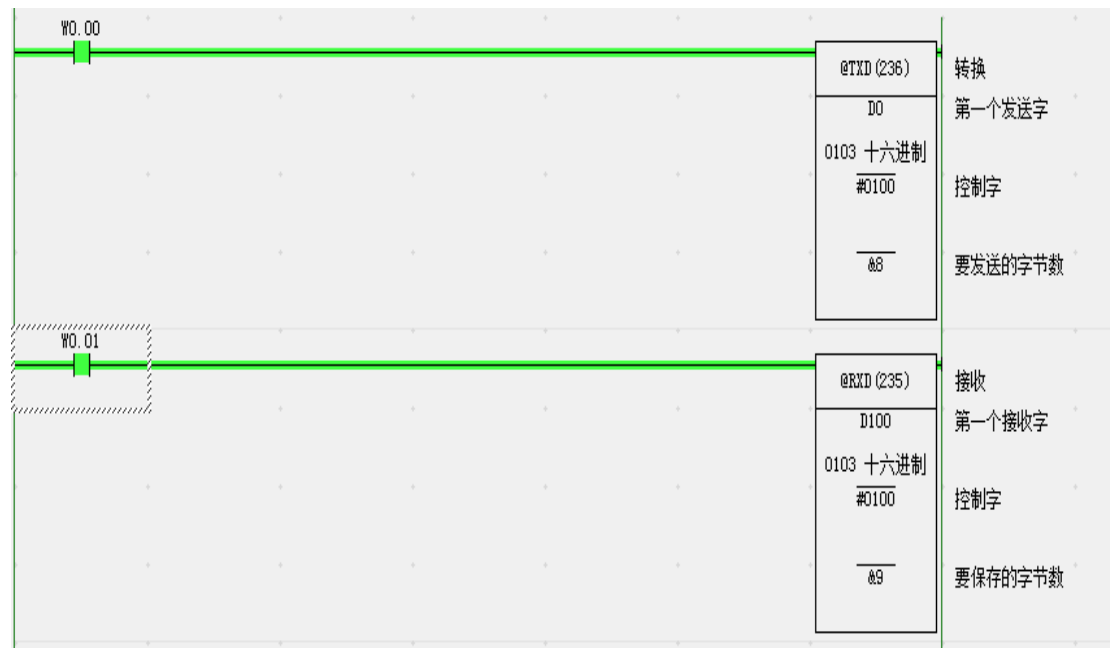 W0.00
@TXD(236) 转换
D0 第一个发送字
0103 十六进制
#0100 控制字
&8 要发送的字节数
W0.01
@RXD(235) 接收
D100 第一个接收字
0103 十六进制
#0100 控制字
&9 要保存的字节数